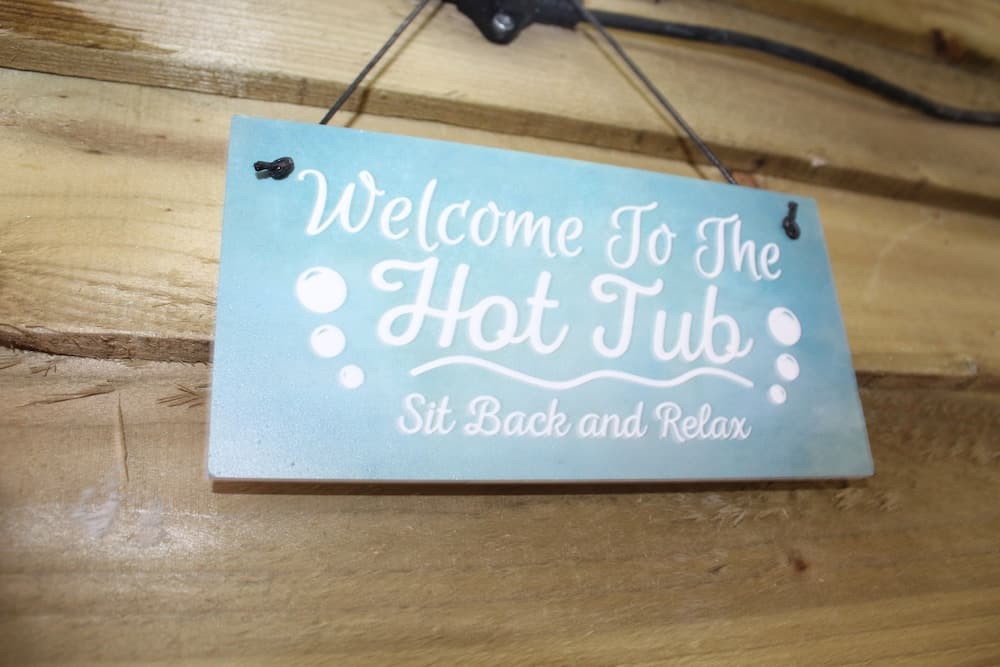 Welcome To The
Hot Tub
Sit Back and Relax